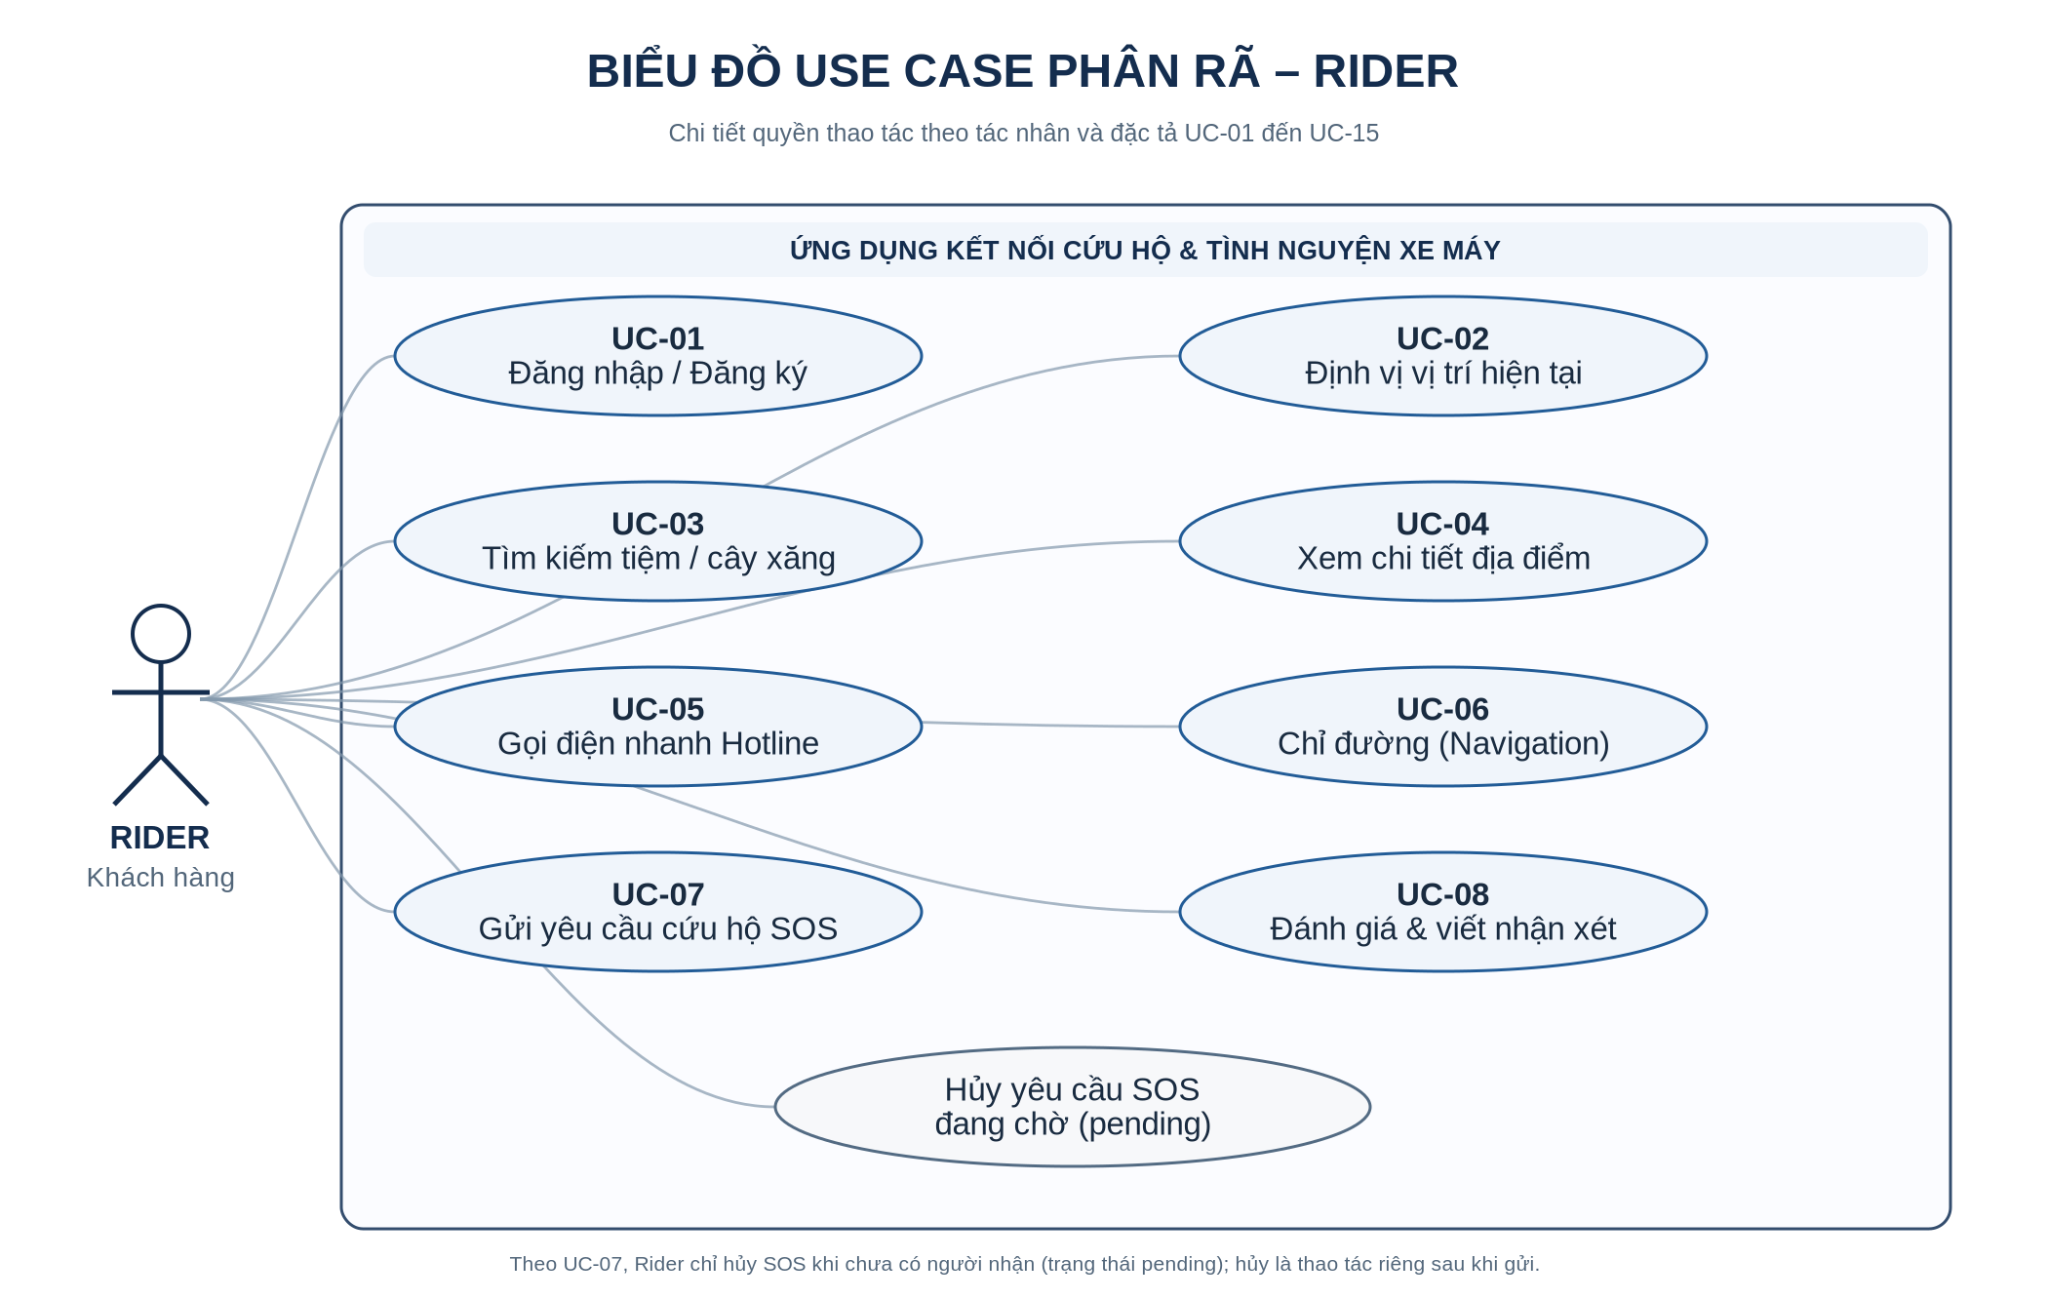 BIỂU ĐỒ USE CASE PHÂN RÃ – RIDER
Chi tiết quyền thao tác theo tác nhân và đặc tả UC-01 đến UC-15
ỨNG DỤNG KẾT NỐI CỨU HỘ & TÌNH NGUYỆN XE MÁY
UC-01
Đăng nhập / Đăng ký
UC-02
Định vị vị trí hiện tại
UC-03
Tìm kiếm tiệm / cây xăng
UC-04
Xem chi tiết địa điểm
UC-05
Gọi điện nhanh Hotline
UC-06
Chỉ đường (Navigation)
RIDER
Khách hàng
UC-07
Gửi yêu cầu cứu hộ SOS
UC-08
Đánh giá & viết nhận xét
Hủy yêu cầu SOS
đang chờ (pending)
Theo UC-07, Rider chỉ hủy SOS khi chưa có người nhận (trạng thái pending); hủy là thao tác riêng sau khi gửi.